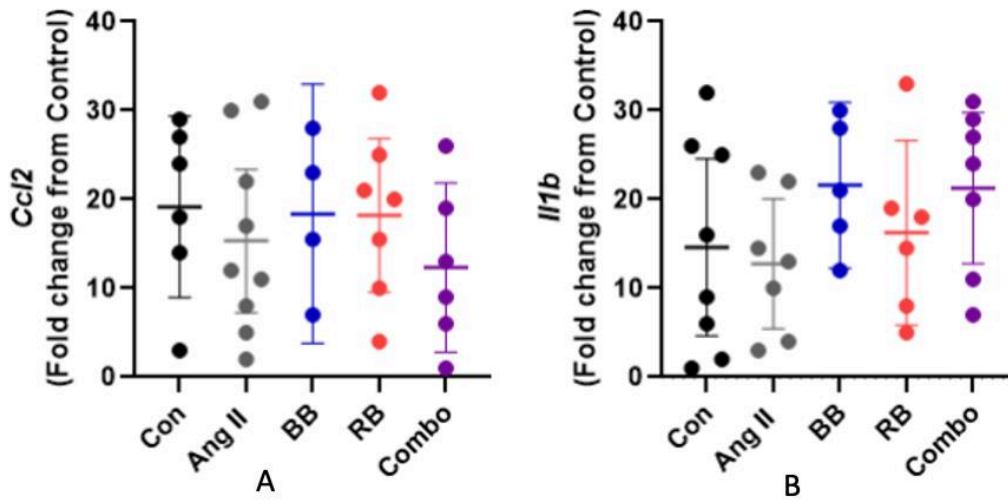 Ccl2
(Fold change from Control)
40
30
20
10
0
Con
Ang II
BB
RB
Combo
A
Il1b
(Fold change from Control)
40
30
20
10
0
Con
Ang II
BB
RB
Combo
B